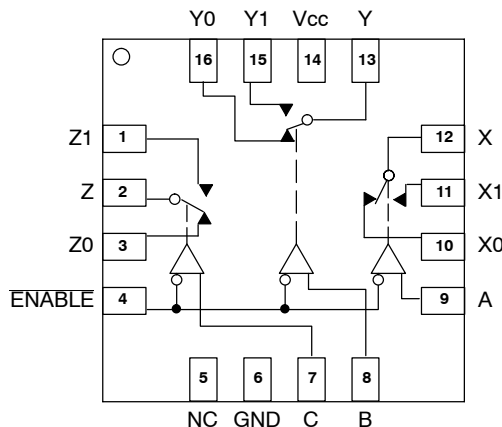 Y0 Y1 Vcc Y
16 15 14 13
Z1 1 12 X
Z 2 11 X1
Z0 3 10 X0
ENABLE 4 9 A
5 6 7 8
NC GND C B